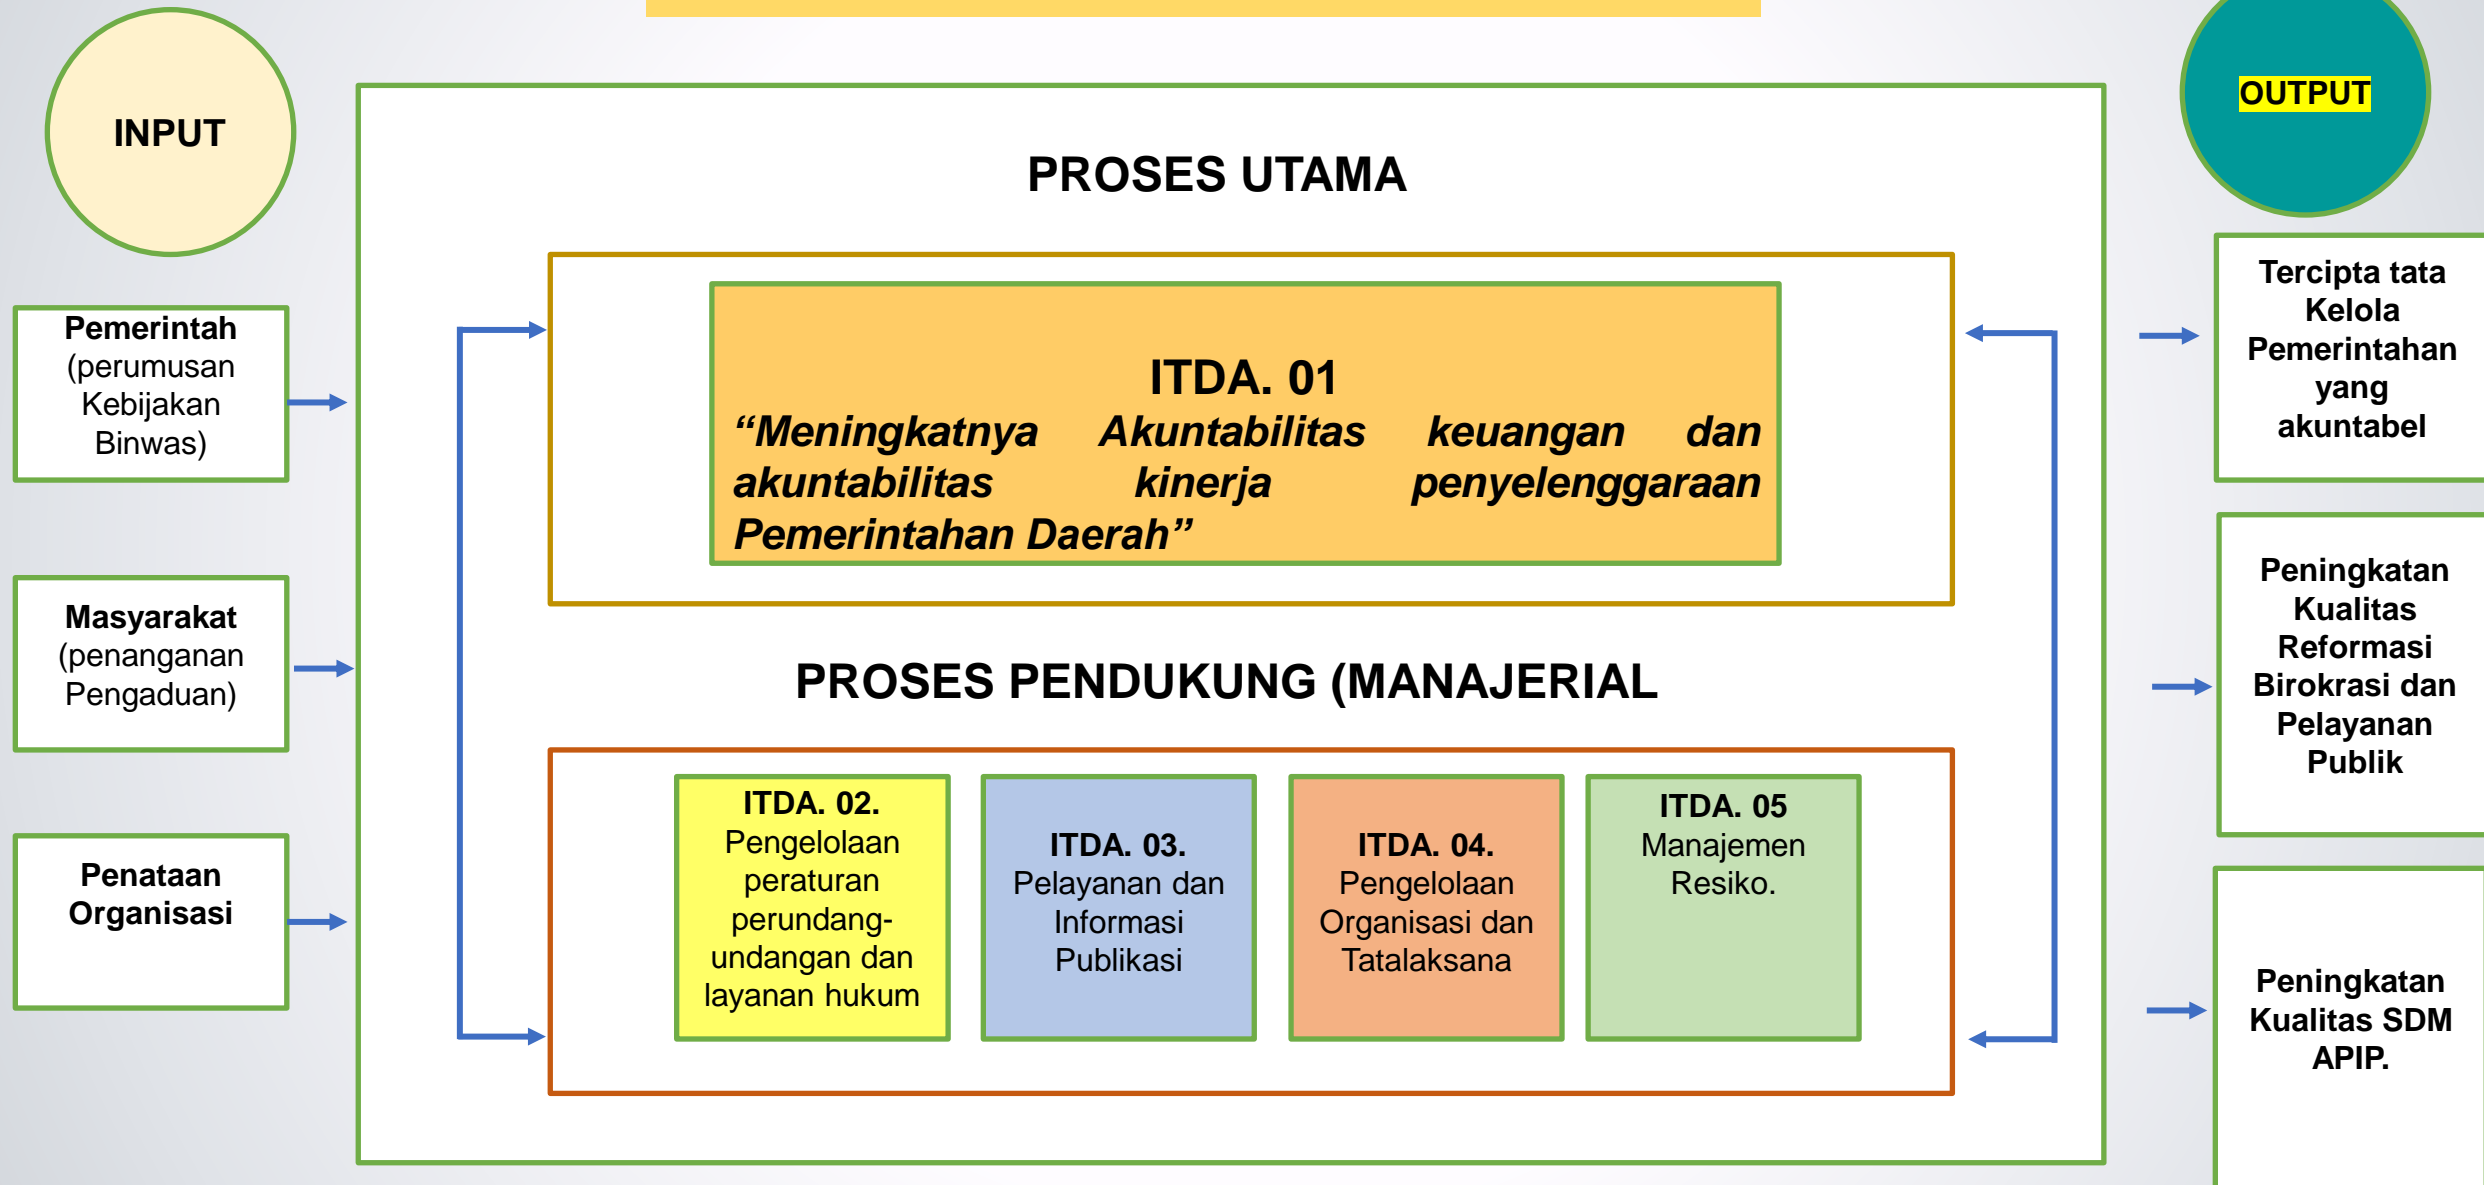 INPUT
Pemerintah
(perumusan
Kebijakan
Binwas)
Masyarakat
(penanganan
Pengaduan)
Penataan
Organisasi
PROSES UTAMA
ITDA. 01
“Meningkatnya Akuntabilitas keuangan dan
akuntabilitas kinerja penyelenggaraan
Pemerintahan Daerah”
PROSES PENDUKUNG (MANAJERIAL
ITDA. 02.
Pengelolaan
peraturan
perundang-
undangan dan
layanan hukum
ITDA. 03.
Pelayanan dan
Informasi
Publikasi
ITDA. 04.
Pengelolaan
Organisasi dan
Tatalaksana
ITDA. 05
Manajemen
Resiko.
OUTPUT
Tercipta tata
Kelola
Pemerintahan
yang
akuntabel
Peningkatan
Kualitas
Reformasi
Birokrasi dan
Pelayanan
Publik
Peningkatan
Kualitas SDM
APIP.